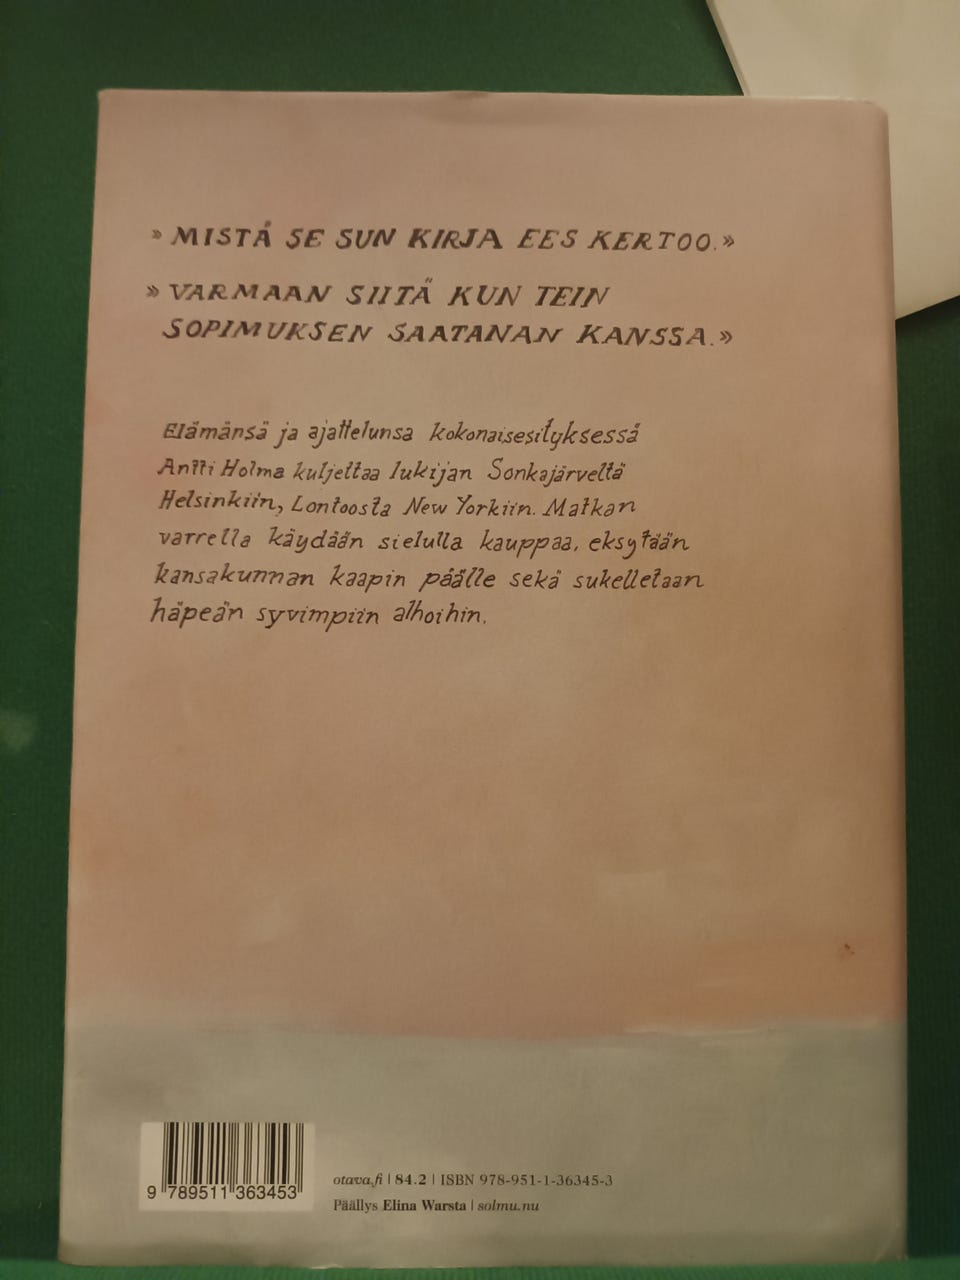 » MISTÄ SE SUN KIRJA EES KERTOO.»
» VARMAAN SIITÄ KUN TEIN
SOPIMUKSEN SAATANAN KANSSA.»
Elämänsä ja ajattelunsa kokonaisesityksessä
Antti Holma kuljettaa lukijan Sonkajärveltä
Helsinkiin, Lontoosta New Yorkiin. Matkan
varrella käydään sielulla kauppaa, eksytään
kansakunnan kaapin päälle sekä sukelletaan
häpeän syvimpiin alhoihin.
otava.fi | 84.2 | ISBN 978-951-1-36345-3
9 789511 363453
Päällys Elina Warsta | solmu.nu